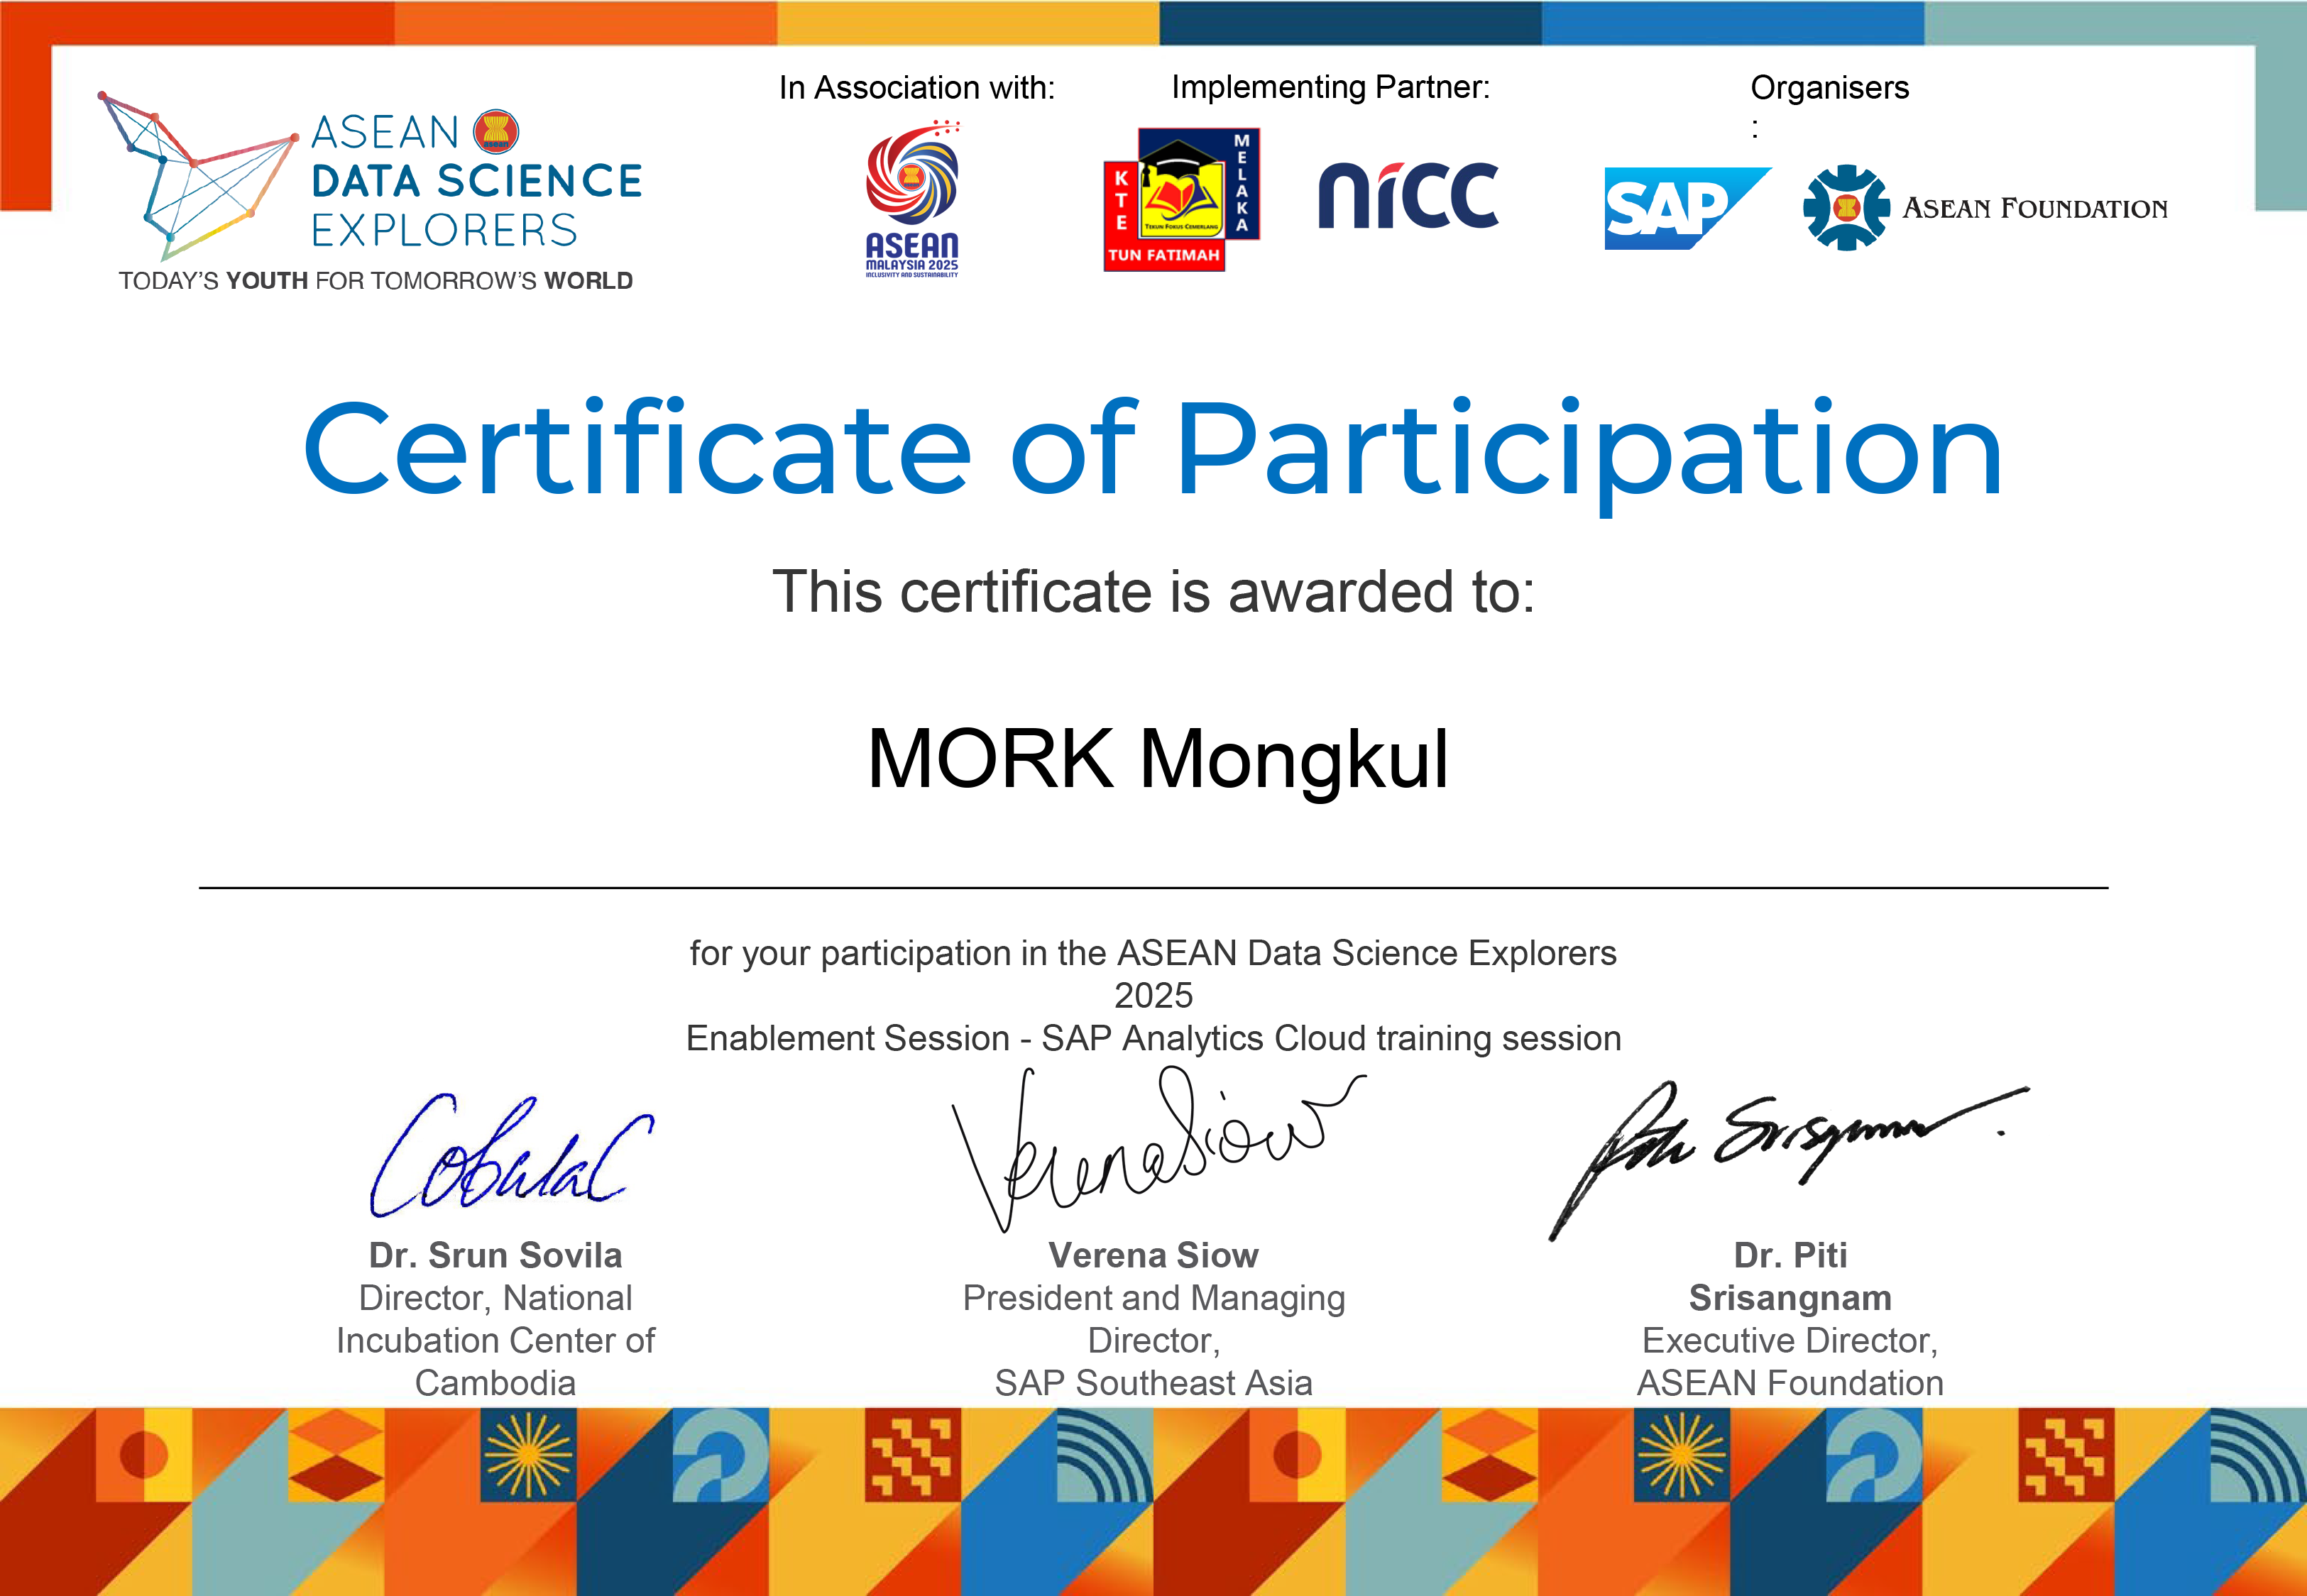 In Association with:
Implementing Partner:
Organisers
:
ASEAN
DATA SCIENCE
EXPLORERS
TODAY'S YOUTH FOR TOMORROW'S WORLD
ASEAN
MALAYSIA 2025
INCLUSIVITY AND SUSTAINABILITY
KTE
MELAKA
TEKUN FOKUS CEMERLANG
TUN FATIMAH
nicc
SAP
ASEAN FOUNDATION
Certificate of Participation
This certificate is awarded to:
MORK Mongkul
for your participation in the ASEAN Data Science Explorers
2025
Enablement Session - SAP Analytics Cloud training session
Verena Siow
Dr. Srun Sovila
Director, National
Incubation Center of
Cambodia
Verena Siow
President and Managing
Director,
SAP Southeast Asia
Dr. Piti
Srisangnam
Executive Director,
ASEAN Foundation